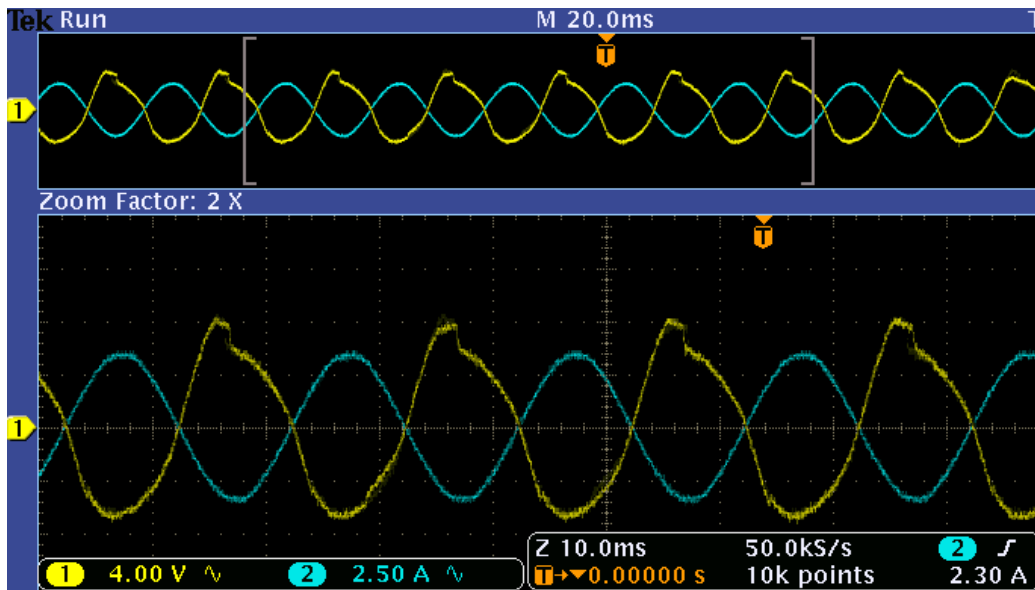 Tek Run M 20.0ms T
T
1
Zoom Factor: 2 X
T
1
Z 10.0ms 50.0kS/s 2
1 4.00 V 2 2.50 A T→▼0.00000 s 10k points 2.30 A